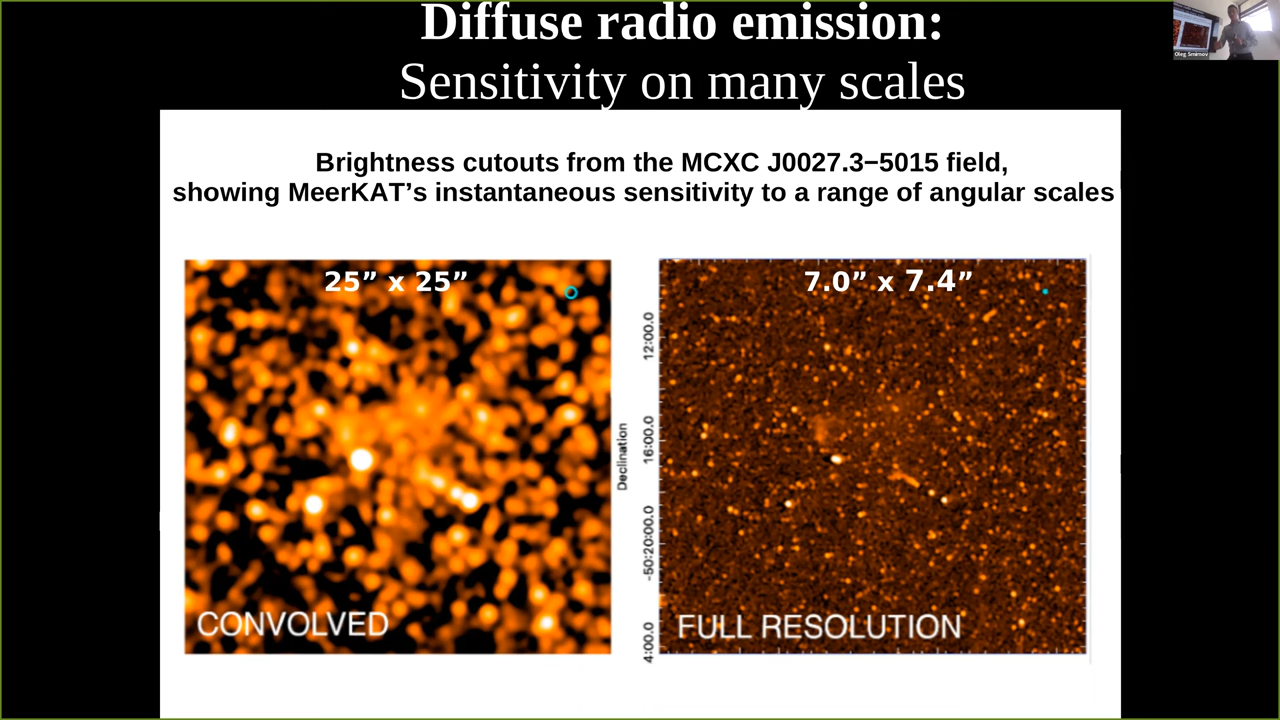 Diffuse radio emission:
Sensitivity on many scales
Oleg Smirnov
Brightness cutouts from the MCXC J0027.3−5015 field,
showing MeerKAT’s instantaneous sensitivity to a range of angular scales
25” x 25”
CONVOLVED
Declination
12:00.0
16:00.0
-50:20:00.0
4:00.0
7.0” x 7.4”
FULL RESOLUTION